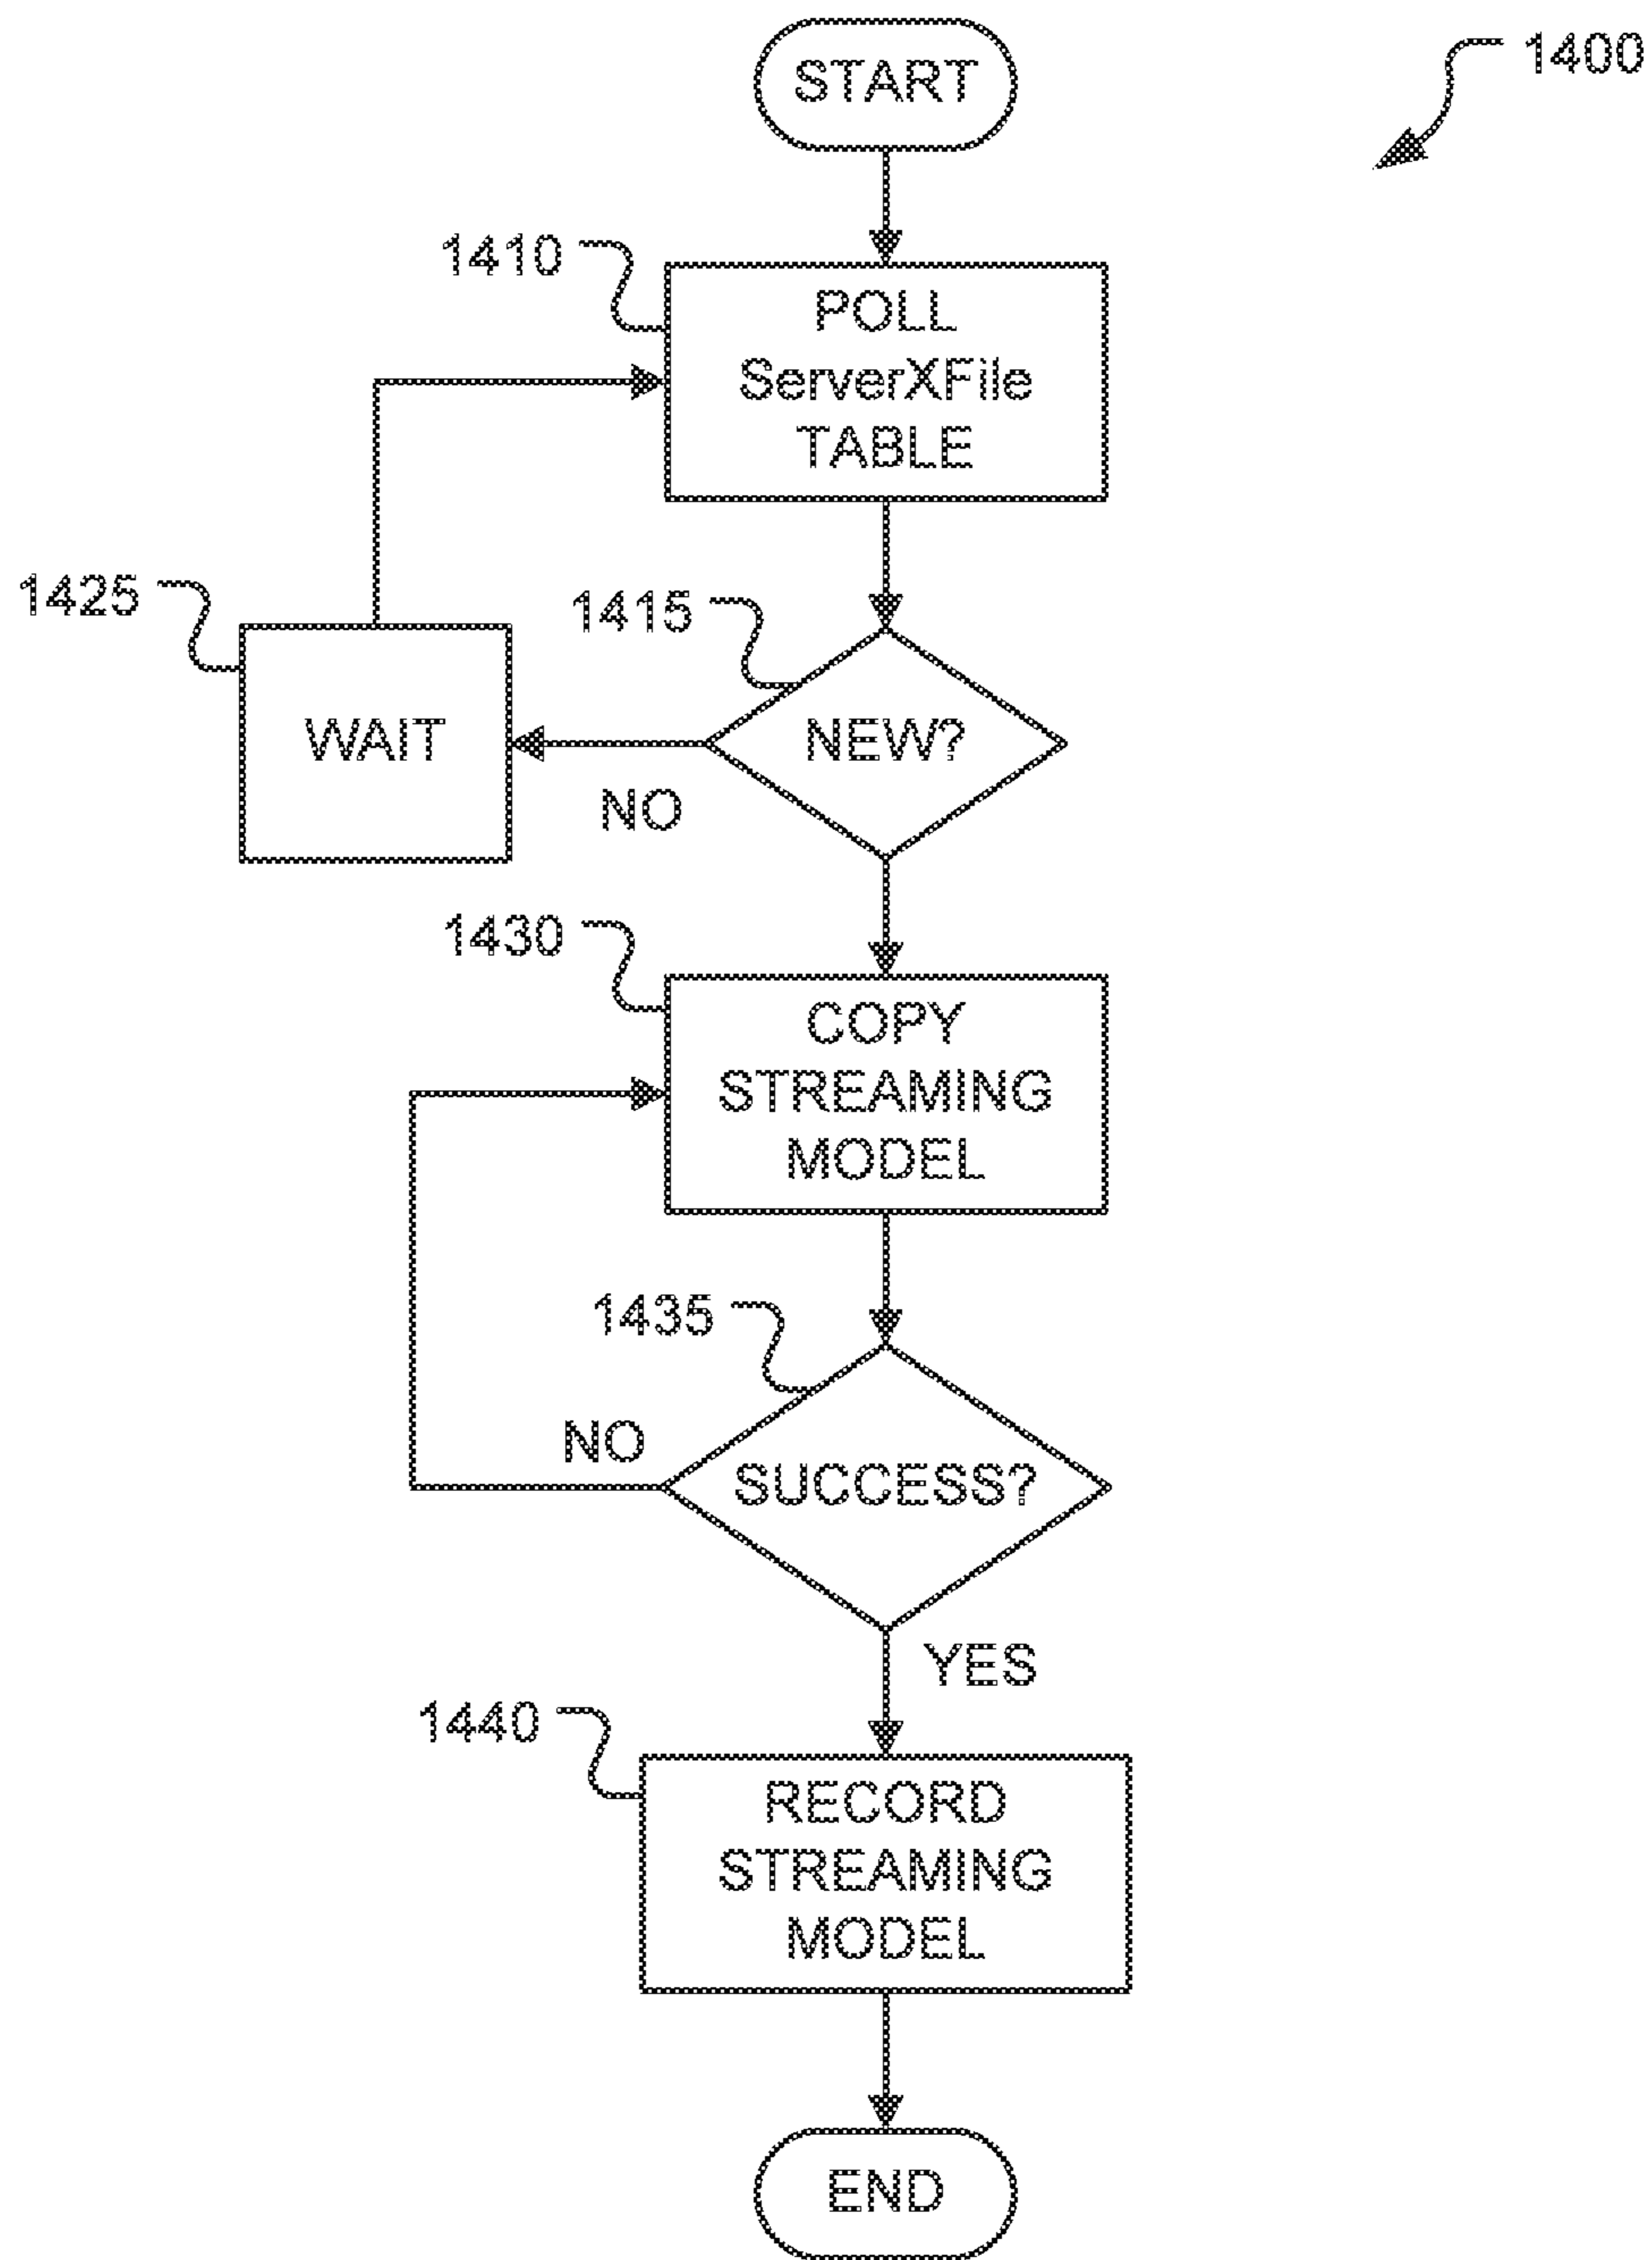 START
1400
1410
POLL
ServerXFile
TABLE
1425
1415
WAIT
NEW?
NO
1430
COPY
STREAMING
MODEL
1435
NO
SUCCESS?
YES
1440
RECORD
STREAMING
MODEL
END